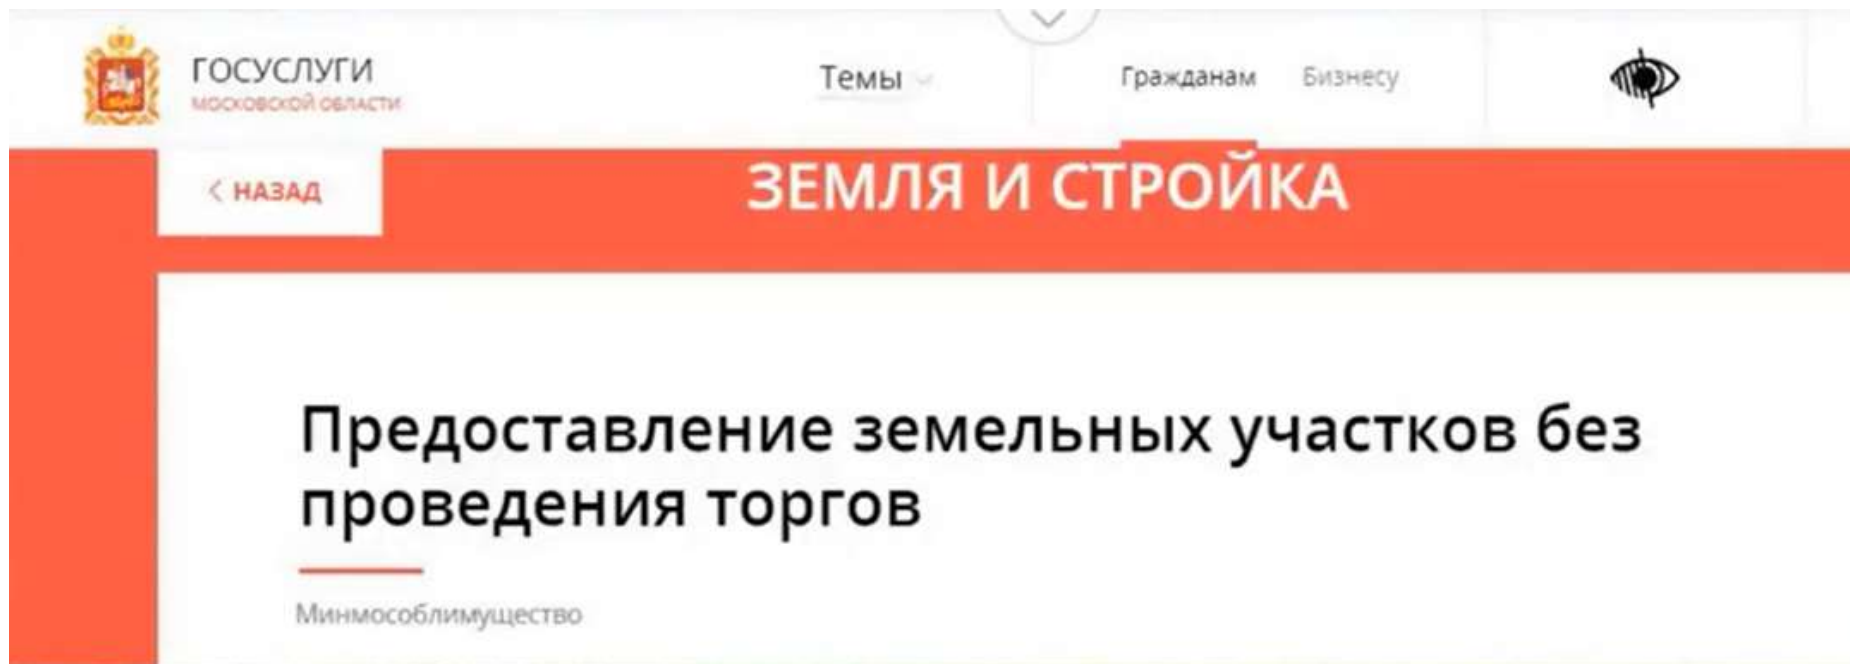 ГОСУСЛУГИ
МОСКОВСКОЙ ОБЛАСТИ
Темы
Гражданам
Бизнесу
НАЗАД
ЗЕМЛЯ И СТРОЙКА
Предоставление земельных участков без
проведения торгов
Минмособлимущество